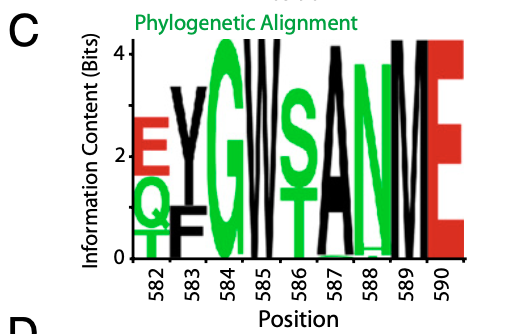 C
Phylogenetic Alignment
Information Content (Bits)
4
2
0
E Y G W S A N M E
Q F T
T
582 583 584 585 586 587 588 589 590
Position